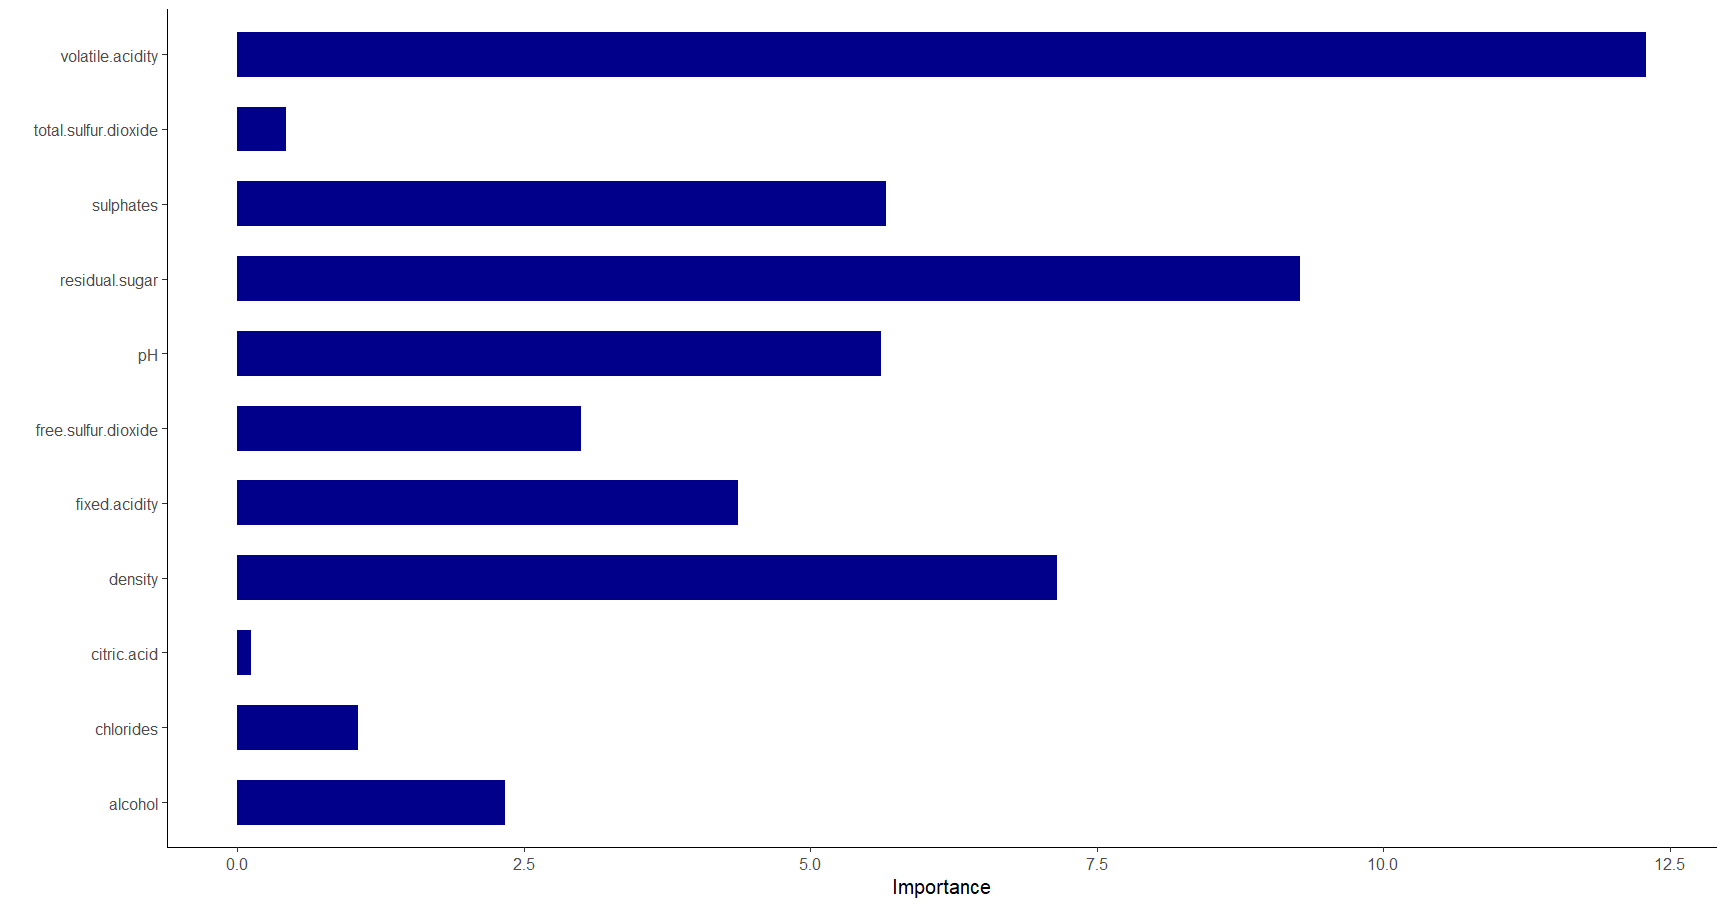 volatile.acidity
total.sulfur.dioxide
sulphates
residual.sugar
pH
free.sulfur.dioxide
fixed.acidity
density
citric.acid
chlorides
alcohol
0.0 2.5 5.0 7.5 10.0 12.5
Importance